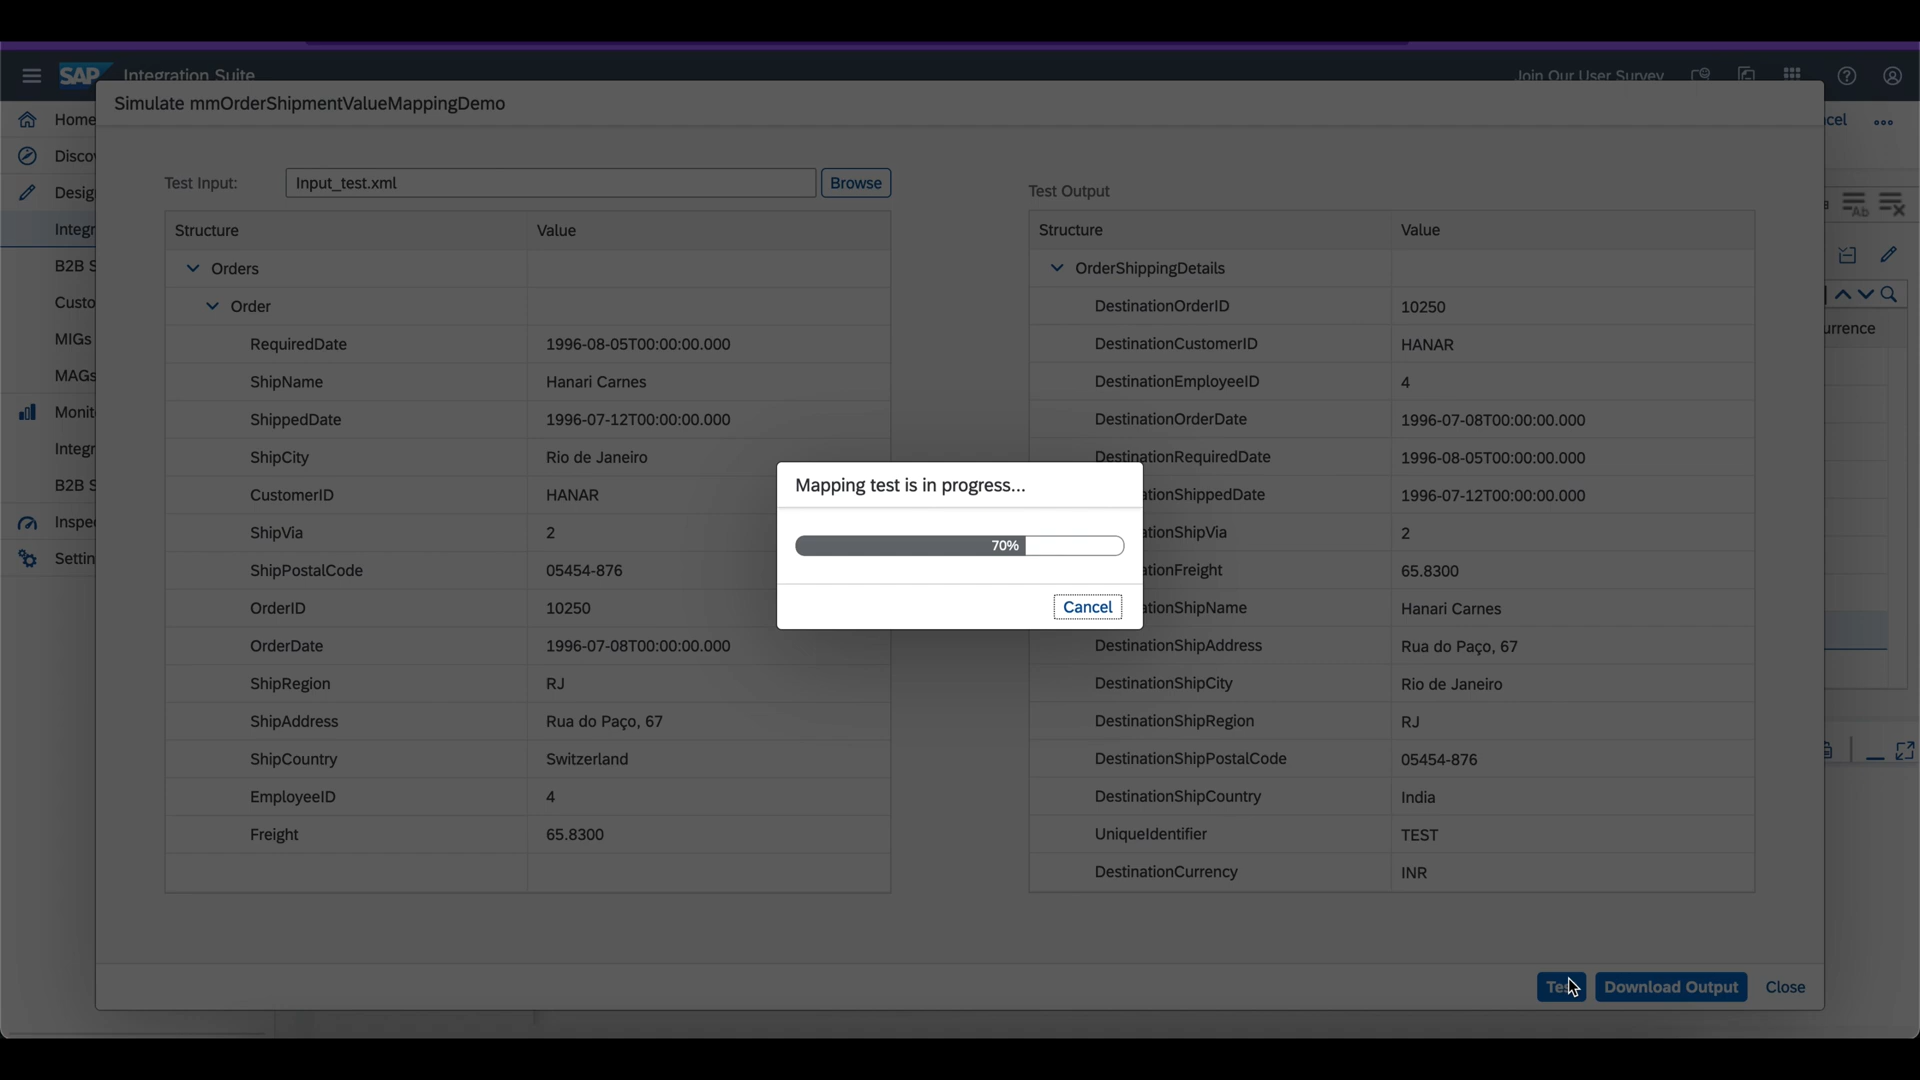 SAP Integration Suite
Join Our User Survey
Simulate mmOrderShipmentValueMappingDemo
Home
Desig
Integr
B2B S
Custo
MIGs
MAGs
Monit
Integr
B2B S
Inspe
Settin
Test Input:
Input_test.xml
Browse
Structure Value
Orders
Order
RequiredDate 1996-08-05T00:00:00.000
ShipName Hanari Carnes
ShippedDate 1996-07-12T00:00:00.000
ShipCity Rio de Janeiro
CustomerID HANAR
ShipVia 2
ShipPostalCode 05454-876
OrderID 10250
OrderDate 1996-07-08T00:00:00.000
ShipRegion RJ
ShipAddress Rua do Paço, 67
ShipCountry Switzerland
EmployeeID 4
Freight 65.8300
Mapping test is in progress...
70%
Cancel
Test Output
Structure Value
OrderShippingDetails
DestinationOrderID 10250
DestinationCustomerID HANAR
DestinationEmployeeID 4
DestinationOrderDate 1996-07-08T00:00:00.000
DestinationRequiredDate 1996-08-05T00:00:00.000
ationShippedDate 1996-07-12T00:00:00.000
ationShipVia 2
ationFreight 65.8300
ationShipName Hanari Carnes
DestinationShipAddress Rua do Paço, 67
DestinationShipCity Rio de Janeiro
DestinationShipRegion RJ
DestinationShipPostalCode 05454-876
DestinationShipCountry India
UniqueIdentifier TEST
DestinationCurrency INR
Download Output
Close
cel
urrence